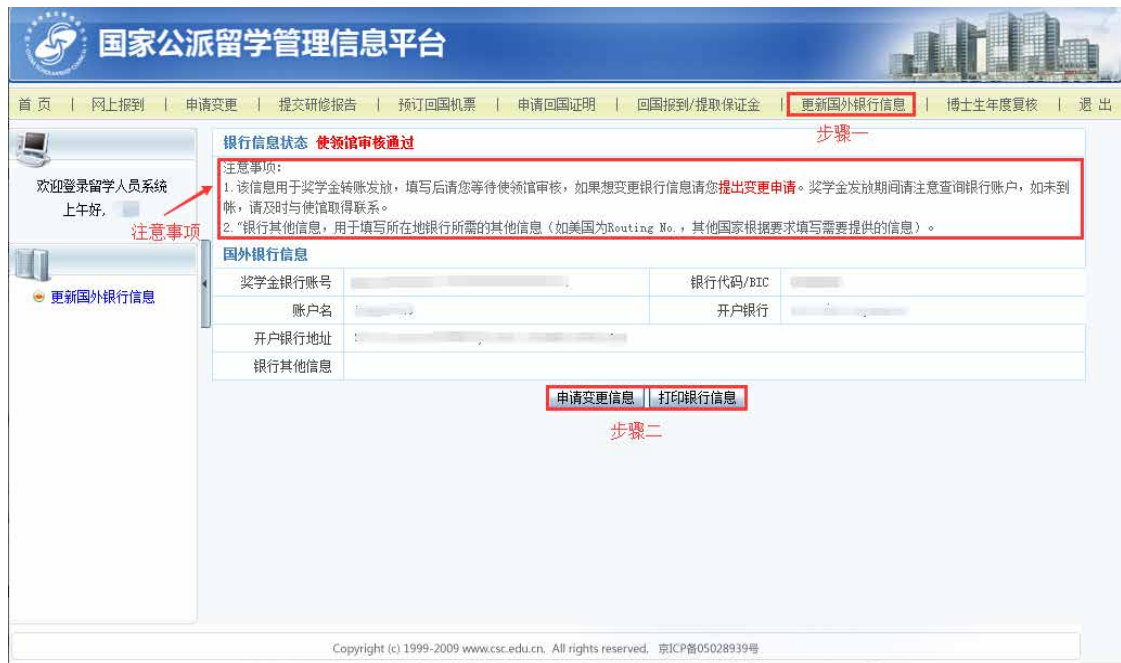 国家公派留学管理信息平台
首 页 | 网上报到 | 申请变更 | 提交研修报告 | 预订回国机票 | 申请回国证明 | 回国报到/提取保证金 | 更新国外银行信息 | 博士生年度复核 | 退 出
步骤一
银行信息状态 使领馆审核通过
注意事项:
1. 该信息用于奖学金转账发放，填写后请您等待使领馆审核，如果想变更银行信息请您提出变更申请。奖学金发放期间请注意查询银行账户，如未到
帐，请及时与使馆取得联系。
2. "银行其他信息，用于填写所在地银行所需的其他信息（如美国为Routing No.，其他国家根据要求填写需要提供的信息）。
欢迎登录留学人员系统
上午好,
注意事项
更新国外银行信息
国外银行信息
奖学金银行账号 银行代码/BIC
账户名 开户银行
开户银行地址
银行其他信息
申请变更信息 打印银行信息
步骤二
Copyright (c) 1999-2009 www.csc.edu.cn. All rights reserved. 京ICP备05028939号